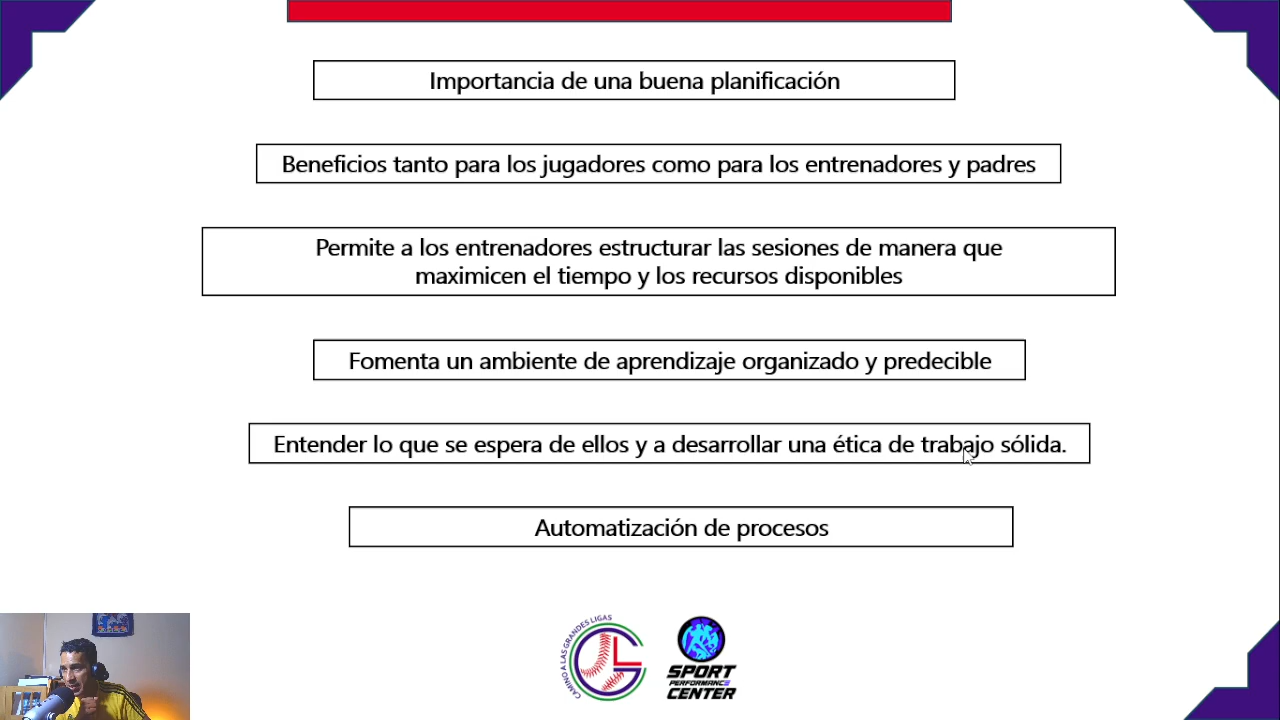 Importancia de una buena planificación
Beneficios tanto para los jugadores como para los entrenadores y padres
Permite a los entrenadores estructurar las sesiones de manera que
maximicen el tiempo y los recursos disponibles
Fomenta un ambiente de aprendizaje organizado y predecible
Entender lo que se espera de ellos y a desarrollar una ética de trabajo sólida.
Automatización de procesos
CAMINO A LAS GRANDES LIGAS
SPORT
PERFORMANCE
CENTER